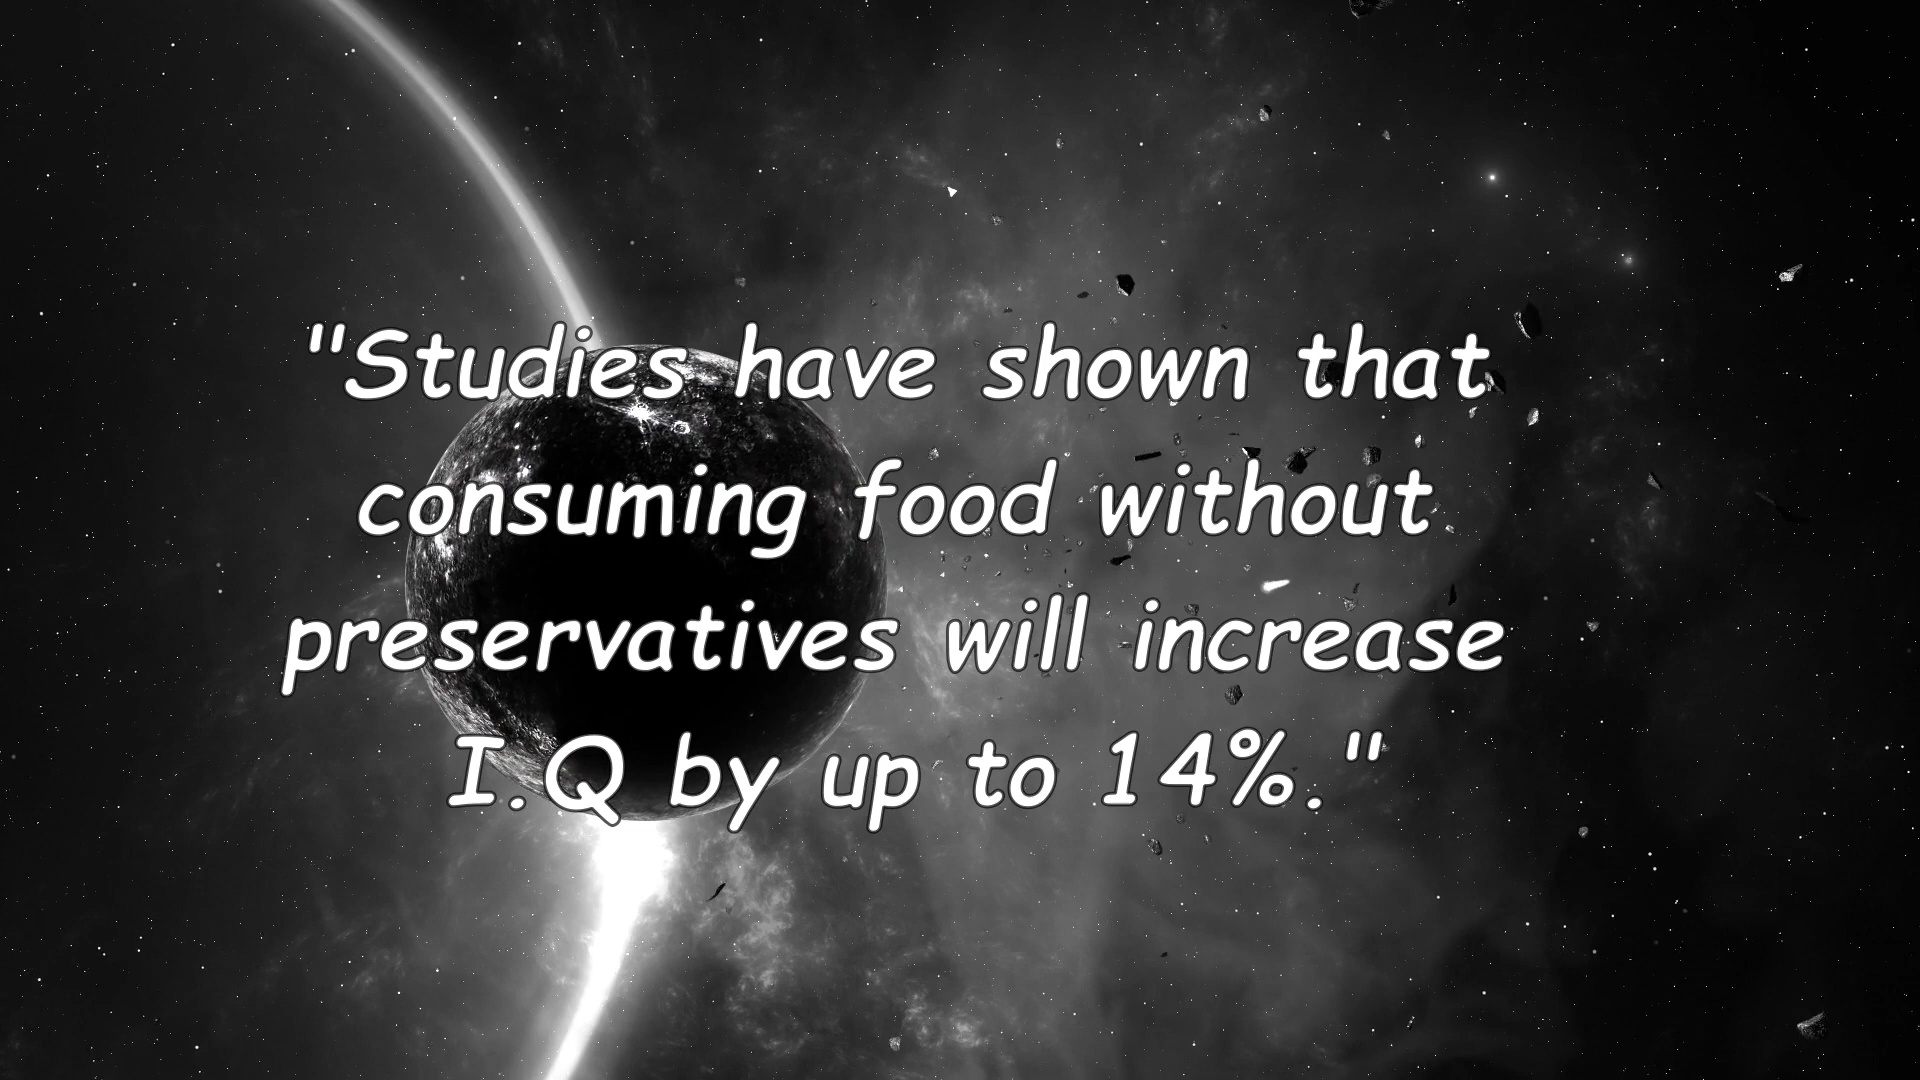 "Studies have shown that
consuming food without
preservatives will increase
I.Q by up to 14%."